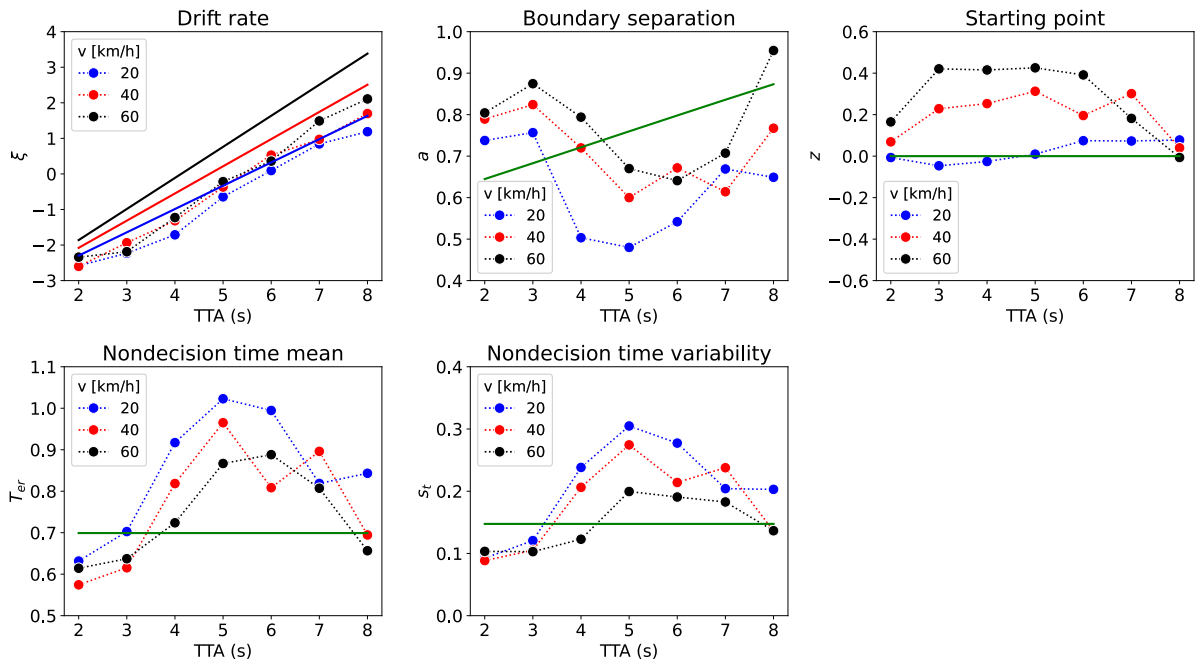 Drift rate
4
3
2
1
0
−1
−2
−3
ξ
v [km/h]
20
40
60
2 3 4 5 6 7 8
TTA (s)
Boundary separation
1.0
0.9
0.8
0.7
0.6
0.5
0.4
a
v [km/h]
20
40
60
2 3 4 5 6 7 8
TTA (s)
Starting point
0.6
0.4
0.2
0.0
−0.2
−0.4
−0.6
z
v [km/h]
20
40
60
2 3 4 5 6 7 8
TTA (s)
Nondecision time mean
1.1
1.0
0.9
0.8
0.7
0.6
0.5
T_er
v [km/h]
20
40
60
2 3 4 5 6 7 8
TTA (s)
Nondecision time variability
0.4
0.3
0.2
0.1
0.0
s_t
v [km/h]
20
40
60
2 3 4 5 6 7 8
TTA (s)